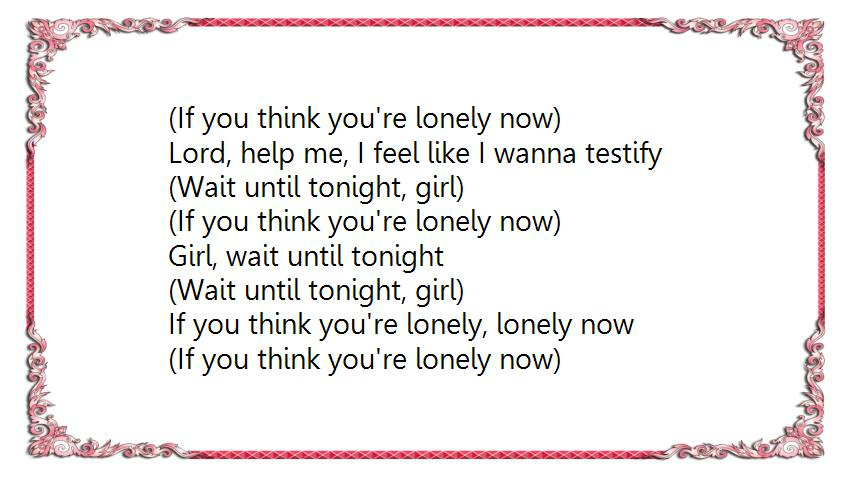 (If you think you're lonely now)
Lord, help me, I feel like I wanna testify
(Wait until tonight, girl)
(If you think you're lonely now)
Girl, wait until tonight
(Wait until tonight, girl)
If you think you're lonely, lonely now
(If you think you're lonely now)